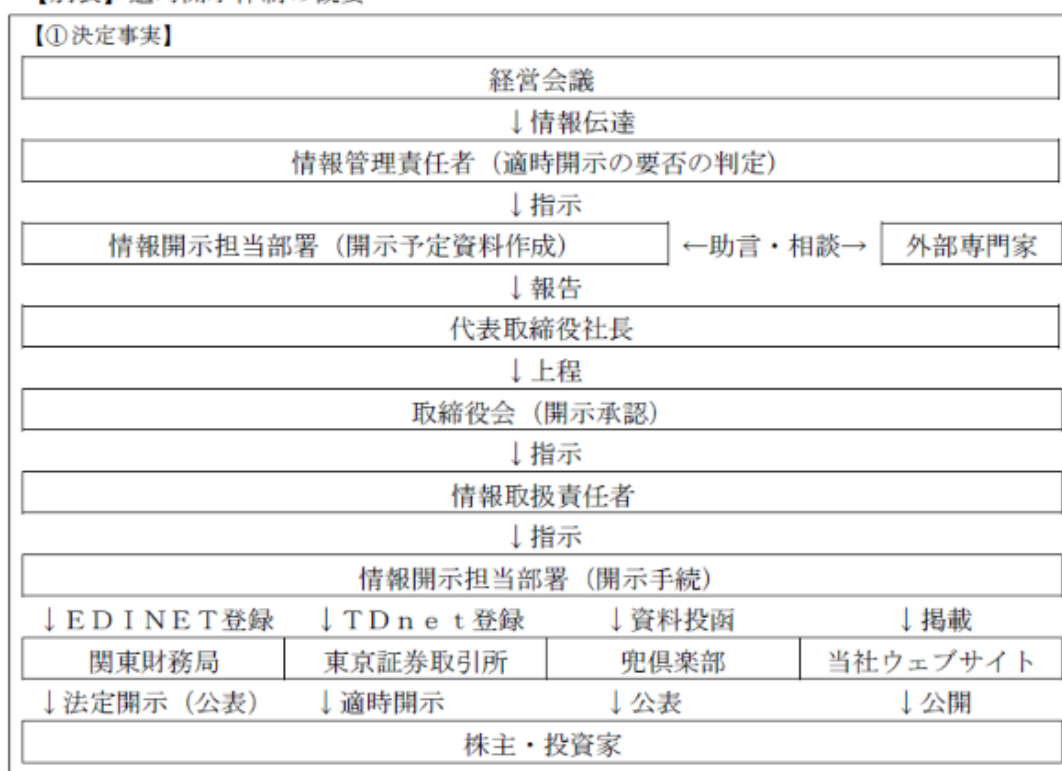 【別表】適時開示体制の概要
【①決定事実】
経営会議
↓情報伝達
情報管理責任者（適時開示の要否の判定）
↓指示
情報開示担当部署（開示予定資料作成） ←助言・相談→ 外部専門家
↓報告
代表取締役社長
↓上程
取締役会（開示承認）
↓指示
情報取扱責任者
↓指示
情報開示担当部署（開示手続）
↓ＥＤＩＮＥＴ登録 ↓ＴＤｎｅｔ登録 ↓資料投函 ↓掲載
関東財務局 東京証券取引所 兜倶楽部 当社ウェブサイト
↓法定開示（公表） ↓適時開示 ↓公表 ↓公開
株主・投資家